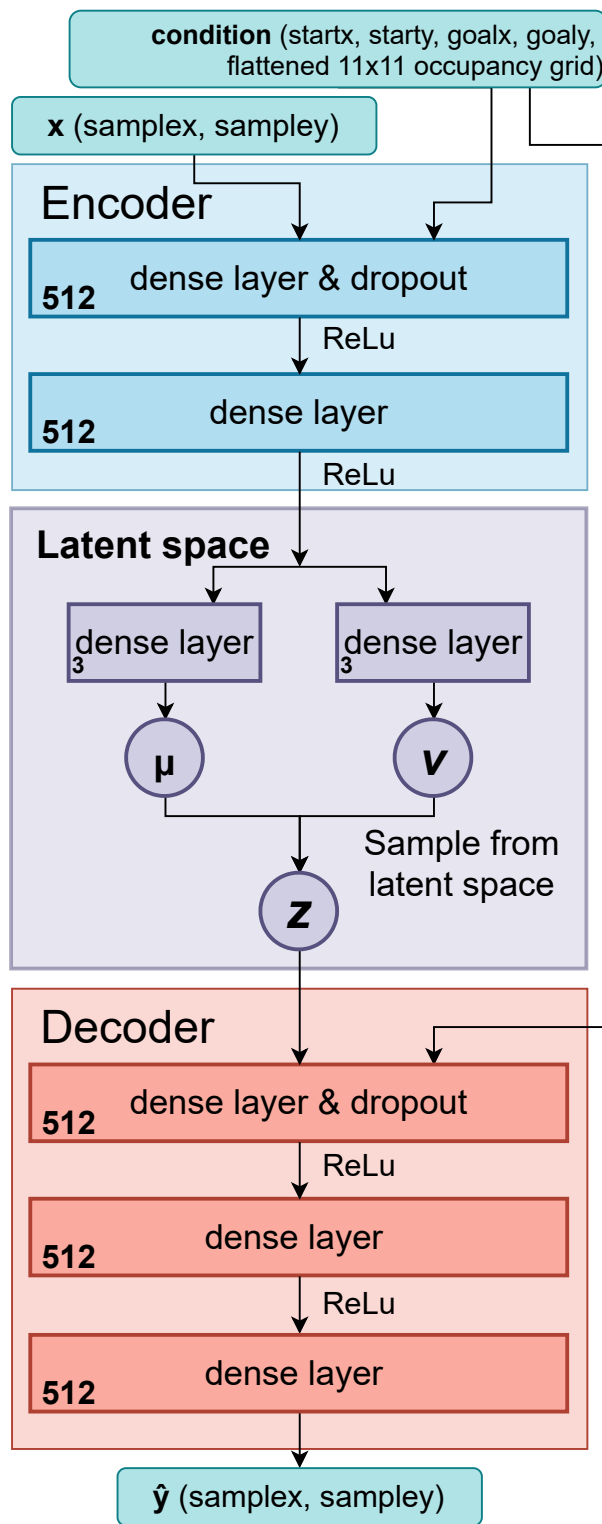 condition (startx, starty, goalx, goaly,
flattened 11x11 occupancy grid)
x (samplex, sampley)
Encoder
dense layer & dropout
512
ReLu
dense layer
512
ReLu
Latent space
dense layer
3
dense layer
3
μ
v
Sample from
latent space
z
Decoder
dense layer & dropout
512
ReLu
dense layer
512
ReLu
dense layer
512
ŷ (samplex, sampley)